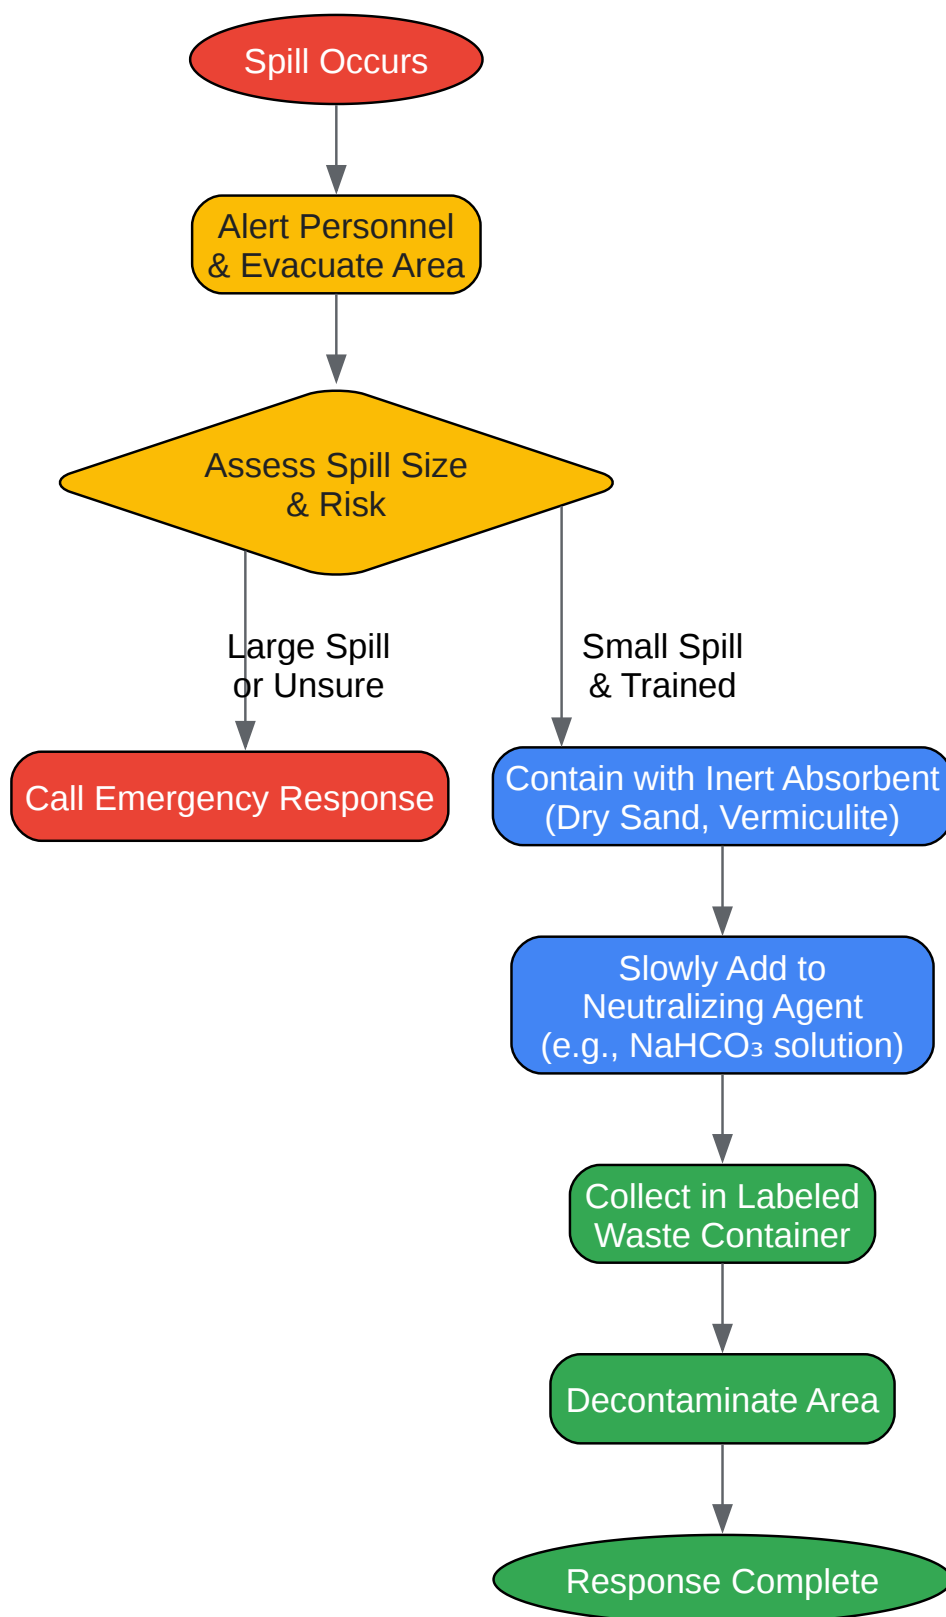 Spill Occurs
Alert Personnel
& Evacuate Area
Assess Spill Size
& Risk
Large Spill
or Unsure
Small Spill
& Trained
Call Emergency Response
Contain with Inert Absorbent
(Dry Sand, Vermiculite)
Slowly Add to
Neutralizing Agent
(e.g., NaHCO₃ solution)
Collect in Labeled
Waste Container
Decontaminate Area
Response Complete